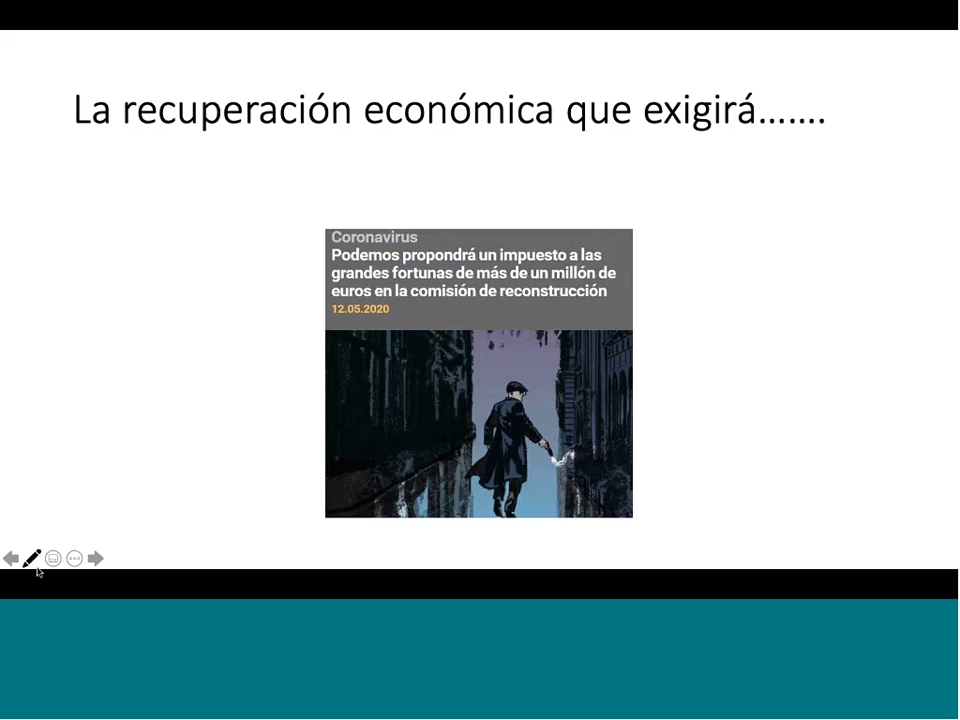 La recuperación económica que exigirá.......
Coronavirus
Podemos propondrá un impuesto a las
grandes fortunas de más de un millón de
euros en la comisión de reconstrucción
12.05.2020